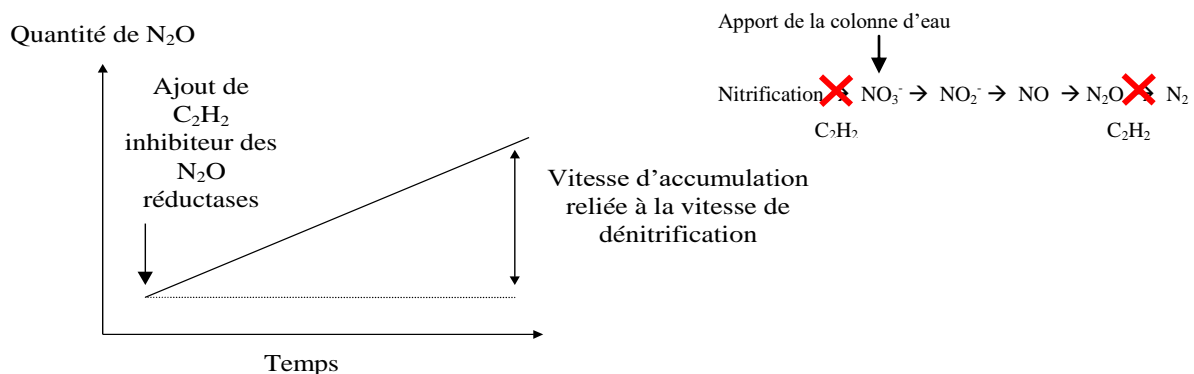 Quantité de N₂O
Ajout de
C₂H₂
inhibiteur des
N₂O
réductases
Vitesse d'accumulation
reliée à la vitesse de
dénitrification
Temps
Apport de la colonne d'eau
Nitrification → NO₃⁻ → NO₂⁻ → NO → N₂O → N₂
C₂H₂ C₂H₂